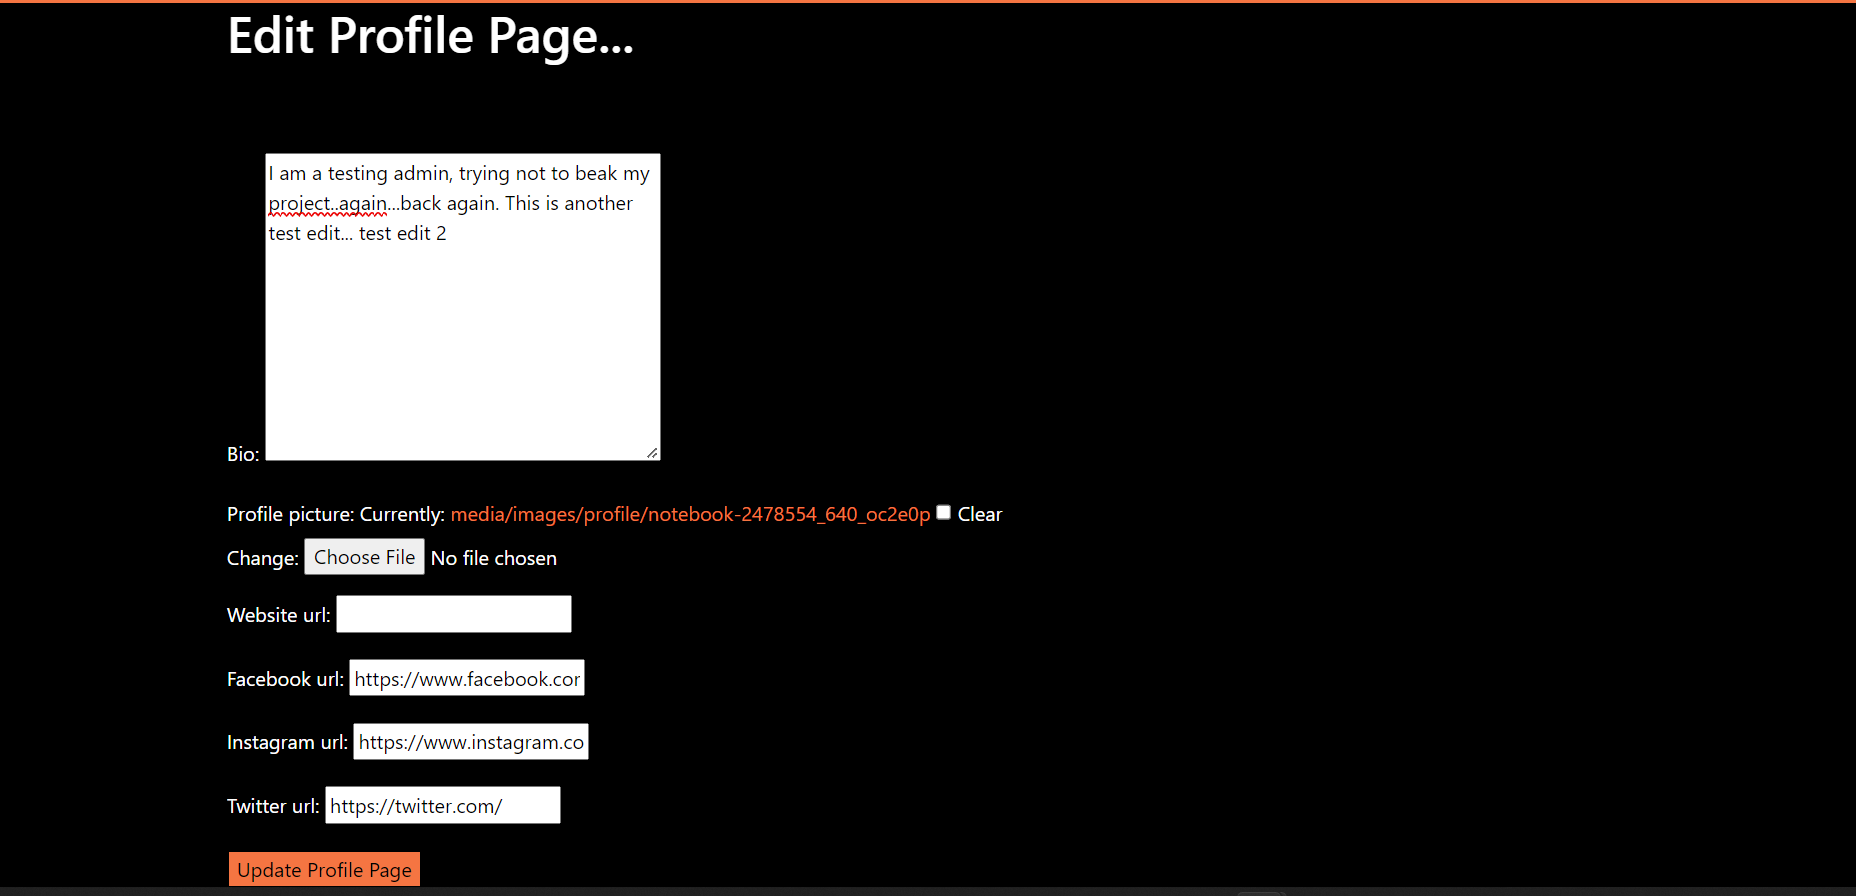 Edit Profile Page...
I am a testing admin, trying not to beak my
project..again...back again. This is another
test edit... test edit 2
Bio:
Profile picture: Currently: media/images/profile/notebook-2478554_640_oc2e0p Clear
Change: Choose File No file chosen
Website url:
Facebook url: https://www.facebook.cor
Instagram url: https://www.instagram.co
Twitter url: https://twitter.com/
Update Profile Page